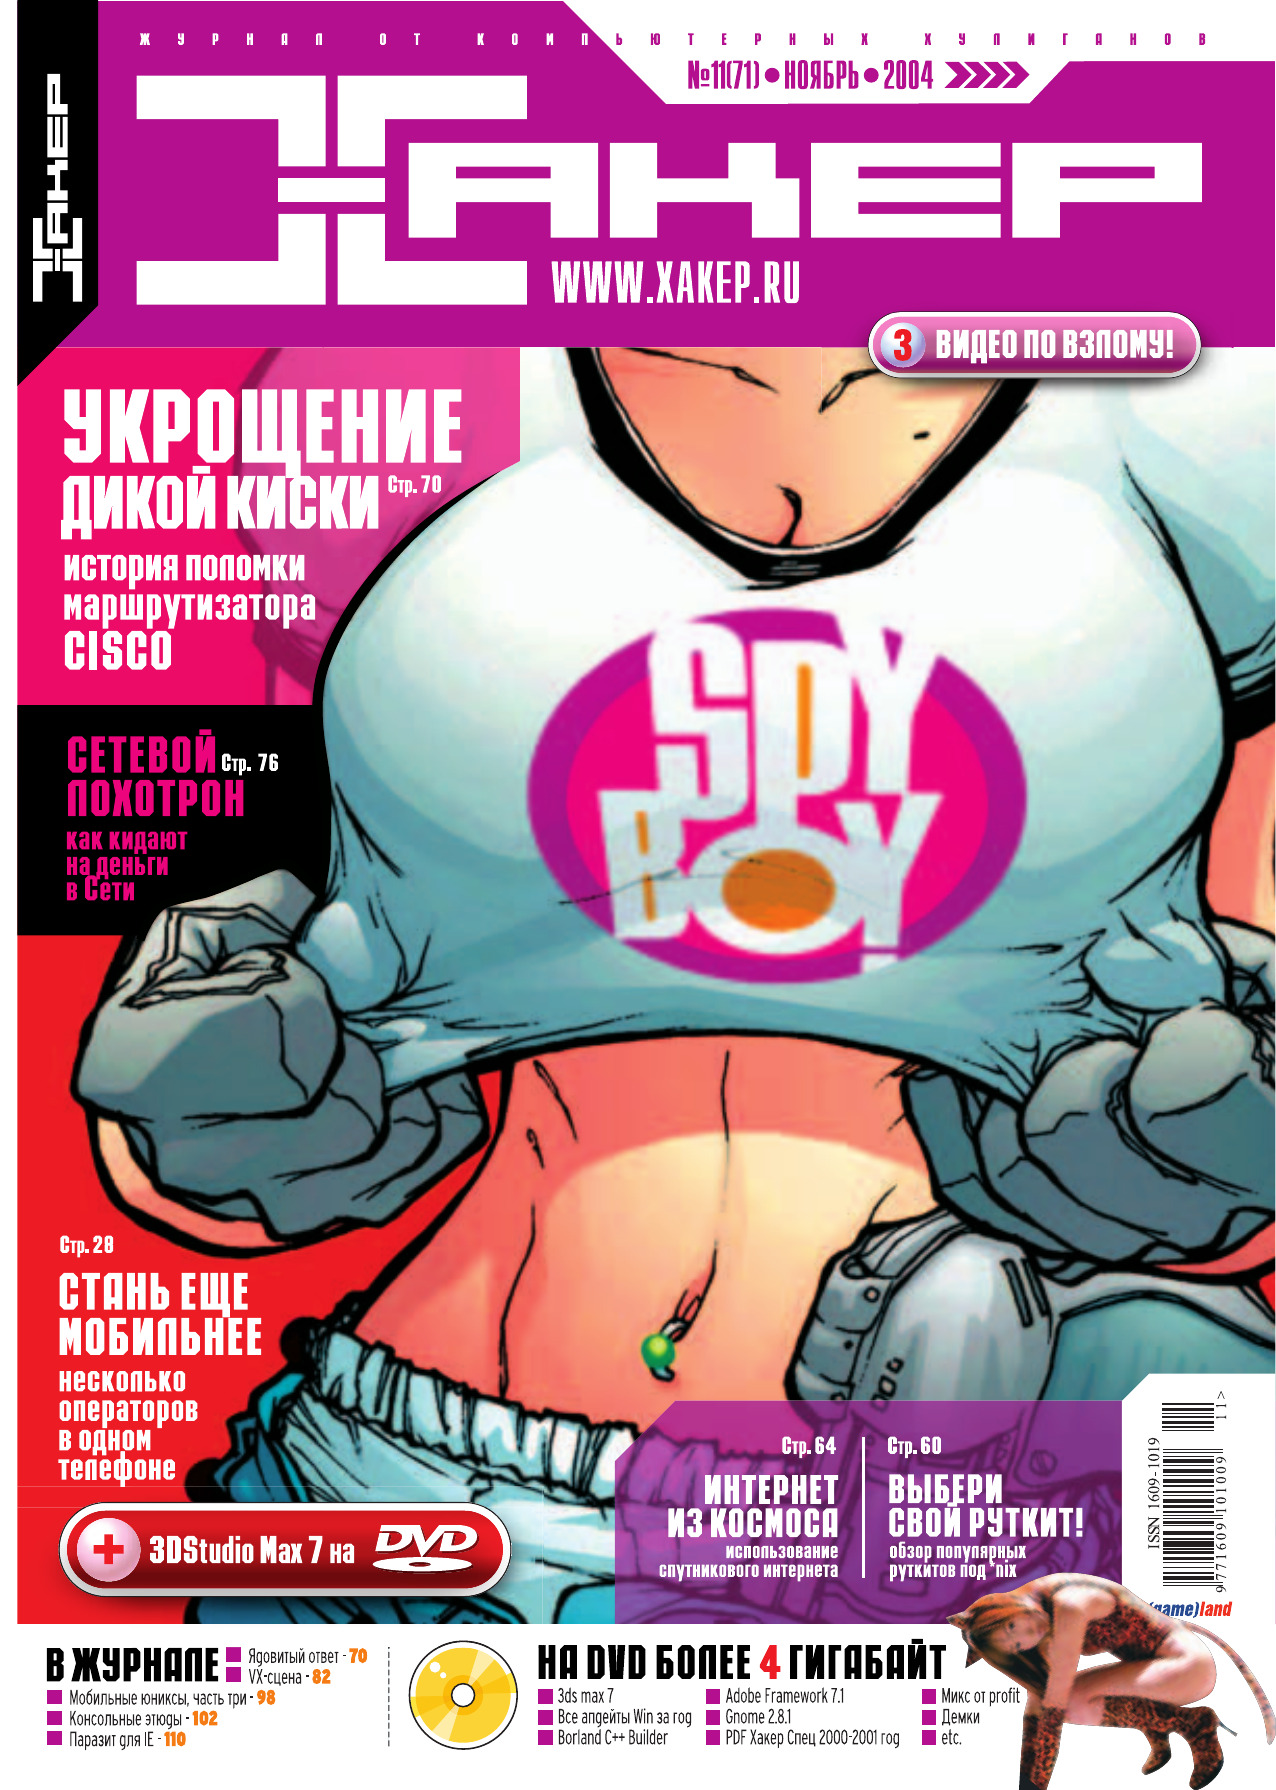 ЖУРНАЛ ОТ КОМПЬЮТЕРНЫХ ХУЛИГАНОВ
№11(71)•НОЯБРЬ•2004
ХАКЕР
ХАКЕР
WWW.XAKEP.RU
3 ВИДЕО ПО ВЗЛОМУ!
УКРОЩЕНИЕ
ДИКОЙ КИСКИ Стр. 70
история поломки
маршрутизатора
CISCO
SPY
BOY
СЕТЕВОЙ Стр. 76
ЛОХОТРОН
как кидают
на деньги
в Сети
Стр. 28
СТАНЬ ЕЩЕ
МОБИЛЬНЕЕ
несколько
операторов
в одном
телефоне
+ 3DStudio Max 7 на DVD
Стр. 64
ИНТЕРНЕТ
ИЗ КОСМОСА
использование
спутникового интернета
Стр. 60
ВЫБЕРИ
СВОЙ РУТКИТ!
обзор популярных
руткитов под *nix
ISSN 1609-1019
9 771609 101009
11>
(game)land
В ЖУРНАЛЕ
Ядовитый ответ - 70
VX-сцена - 82
Мобильные юниксы, часть три - 98
Консольные этюды - 102
Паразит для IE - 110
НА DVD БОЛЕЕ 4 ГИГАБАЙТ
3ds max 7
Все апдейты Win за год
Borland C++ Builder
Adobe Framework 7.1
Gnome 2.8.1
PDF Хакер Спец 2000-2001 год
Микс от profit
Демки
etc.